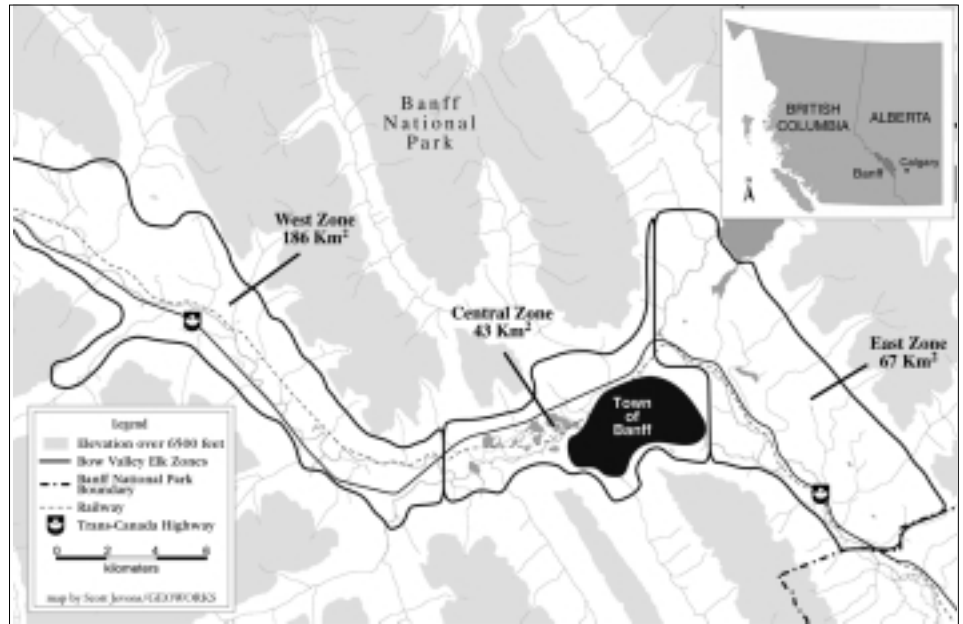 Banff
National
Park
BRITISH
COLUMBIA
ALBERTA
Calgary
Banff
N
West Zone
186 Km²
Central Zone
43 Km²
East Zone
67 Km²
Town
of
Banff
Legend
Elevation over 6500 feet
Bow Valley Elk Zones
Banff National Park
Boundary
Railway
Trans-Canada Highway
0 2 4 6
kilometers
map by Scott /GEOWORKS